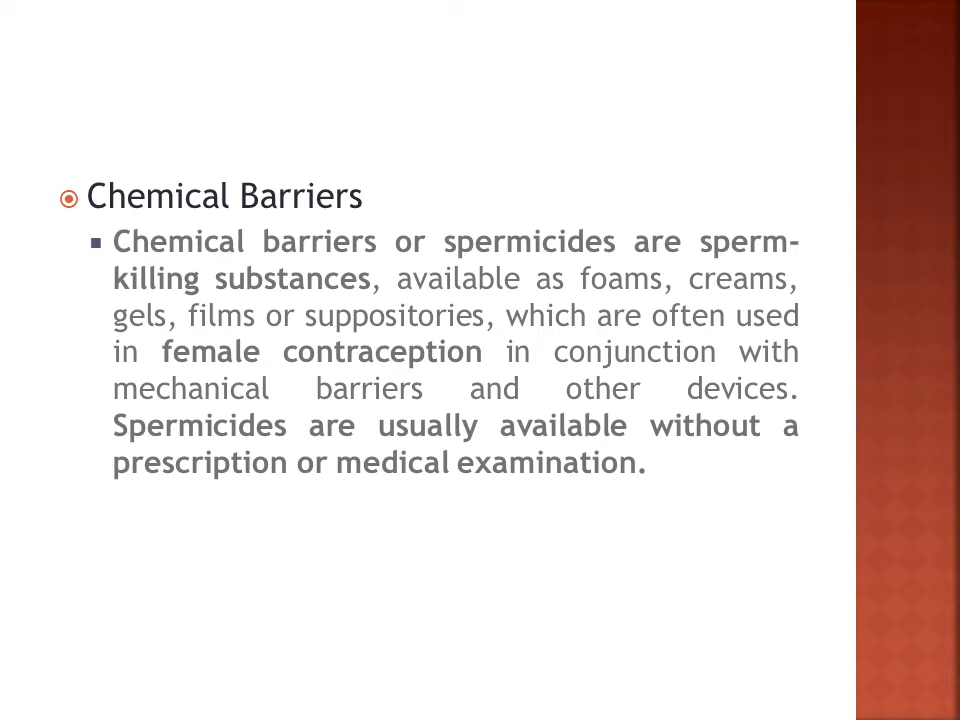 Chemical Barriers
Chemical barriers or spermicides are sperm-
killing substances, available as foams, creams,
gels, films or suppositories, which are often used
in female contraception in conjunction with
mechanical barriers and other devices.
Spermicides are usually available without a
prescription or medical examination.